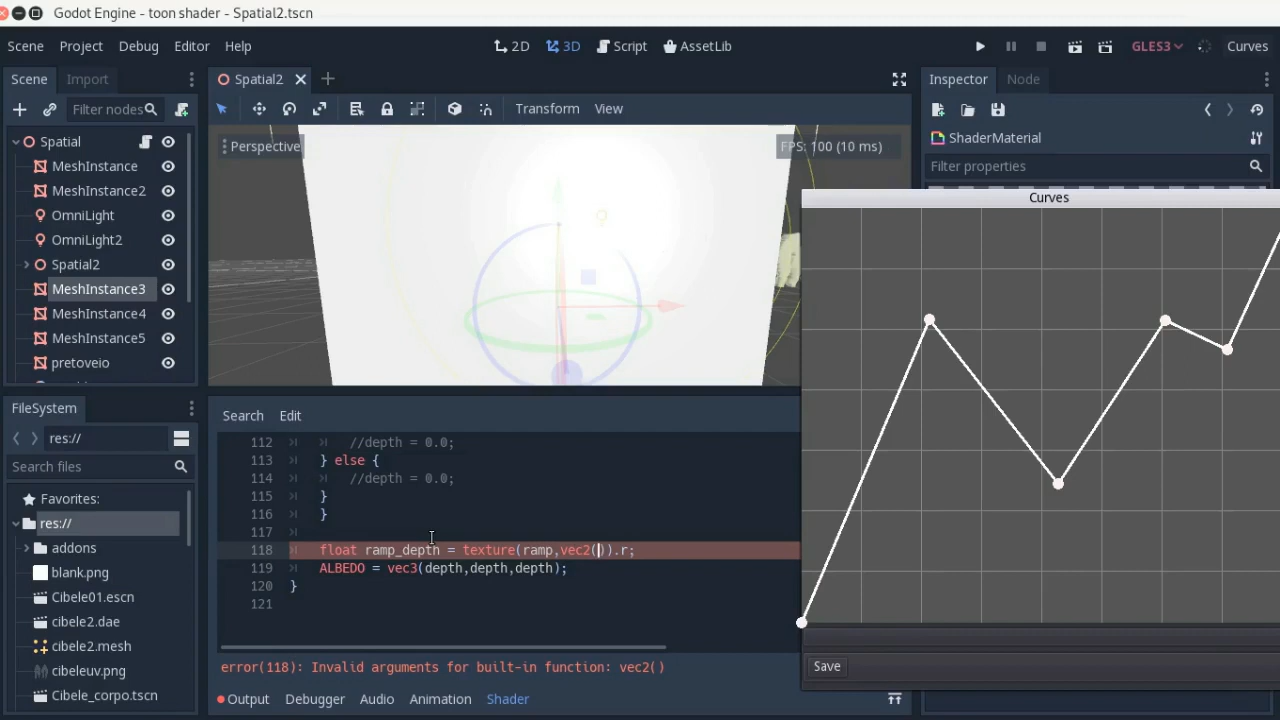 Godot Engine - toon shader - Spatial2.tscn
Scene Project Debug Editor Help 2D 3D Script AssetLib GLES3 Curves
Scene Import
Spatial2
Inspector Node
Filter nodes
Transform View
Spatial
MeshInstance
MeshInstance2
OmniLight
OmniLight2
Spatial2
MeshInstance3
MeshInstance4
MeshInstance5
pretoveio
Perspective
FPS: 100 (10 ms)
ShaderMaterial
Filter properties
Curves
FileSystem
res://
Search files
Favorites:
res://
addons
blank.png
Cibele01.escn
cibele2.dae
cibele2.mesh
cibeleuv.png
Cibele_corpo.tscn
Search Edit
112 //depth = 0.0;
113 } else {
114 //depth = 0.0;
115 }
116 }
117
118 float ramp_depth = texture(ramp,vec2()).r;
119 ALBEDO = vec3(depth,depth,depth);
120 }
121
error(118): Invalid arguments for built-in function: vec2()
Output Debugger Audio Animation Shader
Save